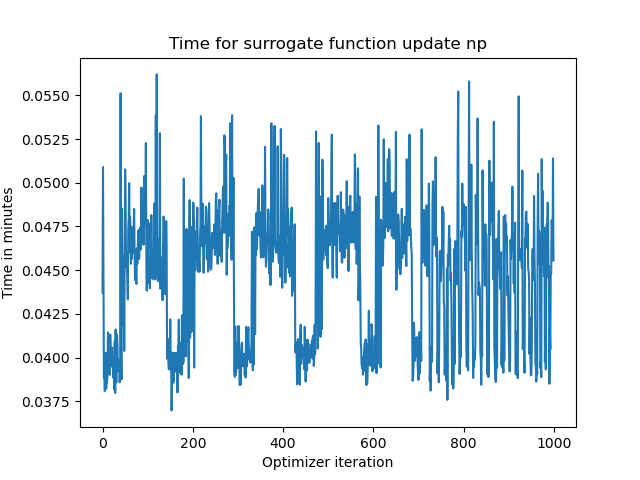 Time for surrogate function update np
0.0550
0.0525
0.0500
0.0475
0.0450
0.0425
0.0400
0.0375
Time in minutes
0 200 400 600 800 1000
Optimizer iteration